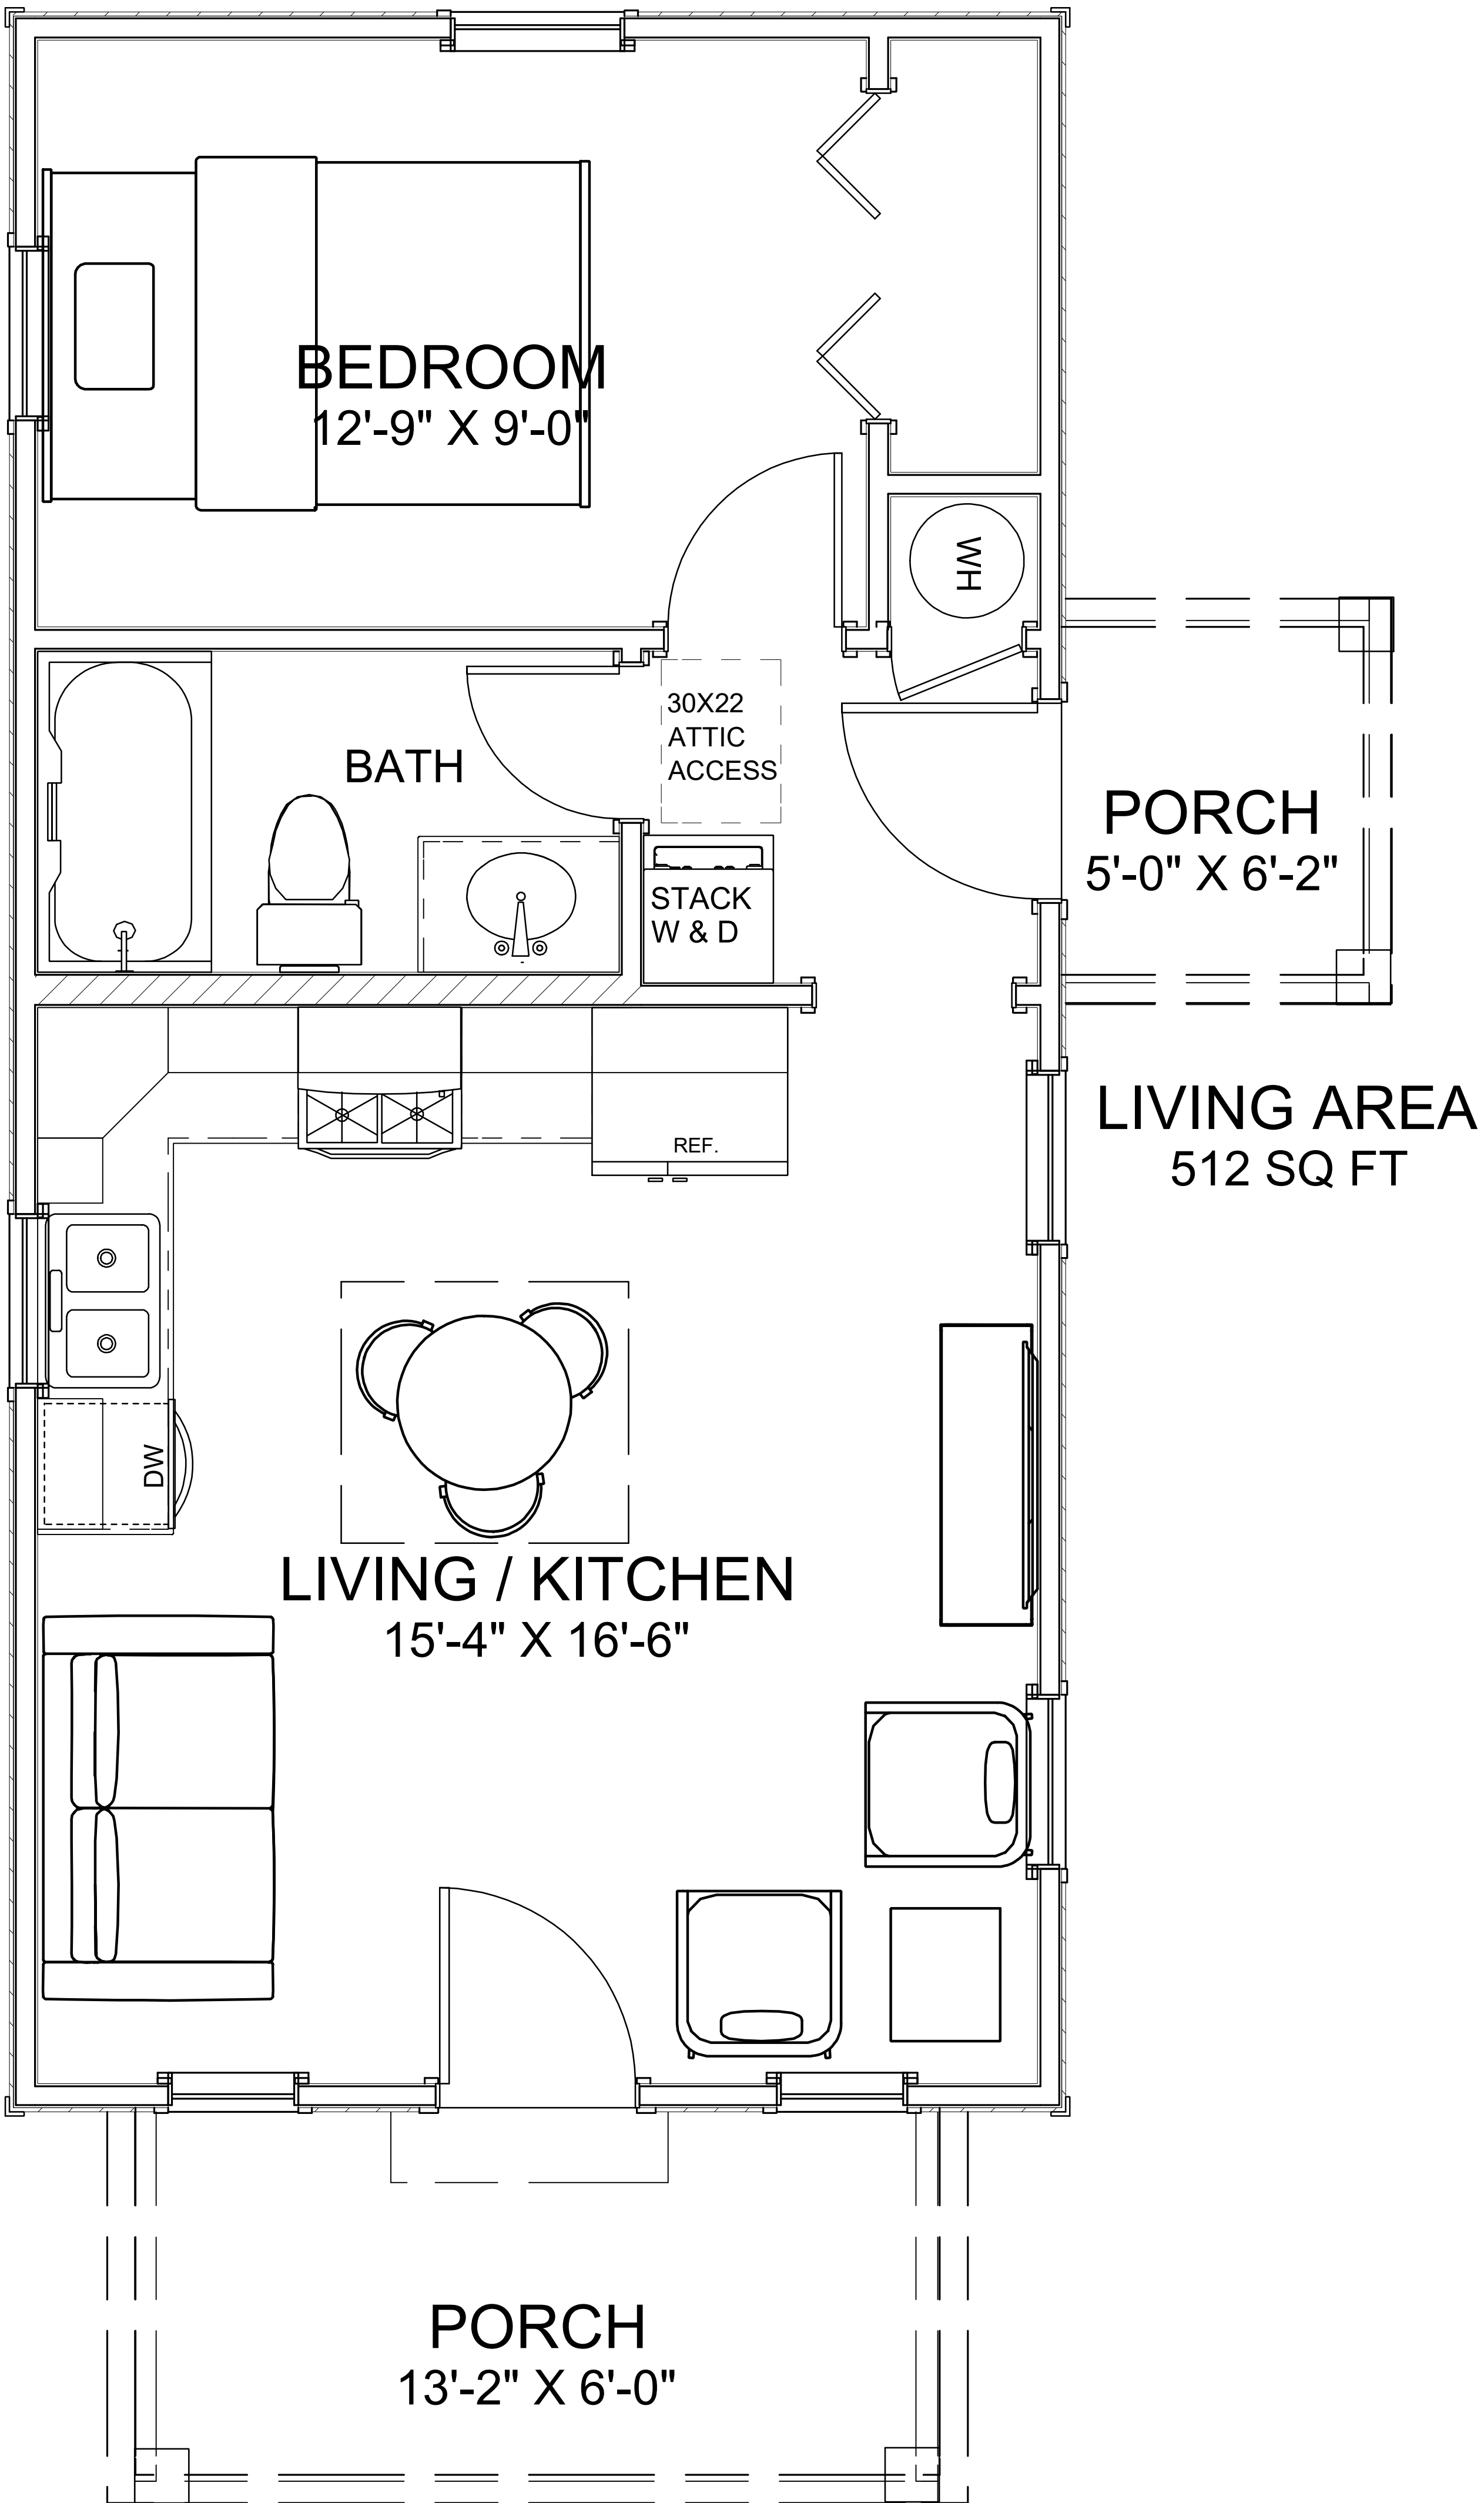 BEDROOM
12'-9" X 9'-0"
WH
30X22
ATTIC
ACCESS
BATH
PORCH
5'-0" X 6'-2"
STACK
W & D
LIVING AREA
512 SQ FT
REF.
DW
LIVING / KITCHEN
15'-4" X 16'-6"
PORCH
13'-2" X 6'-0"